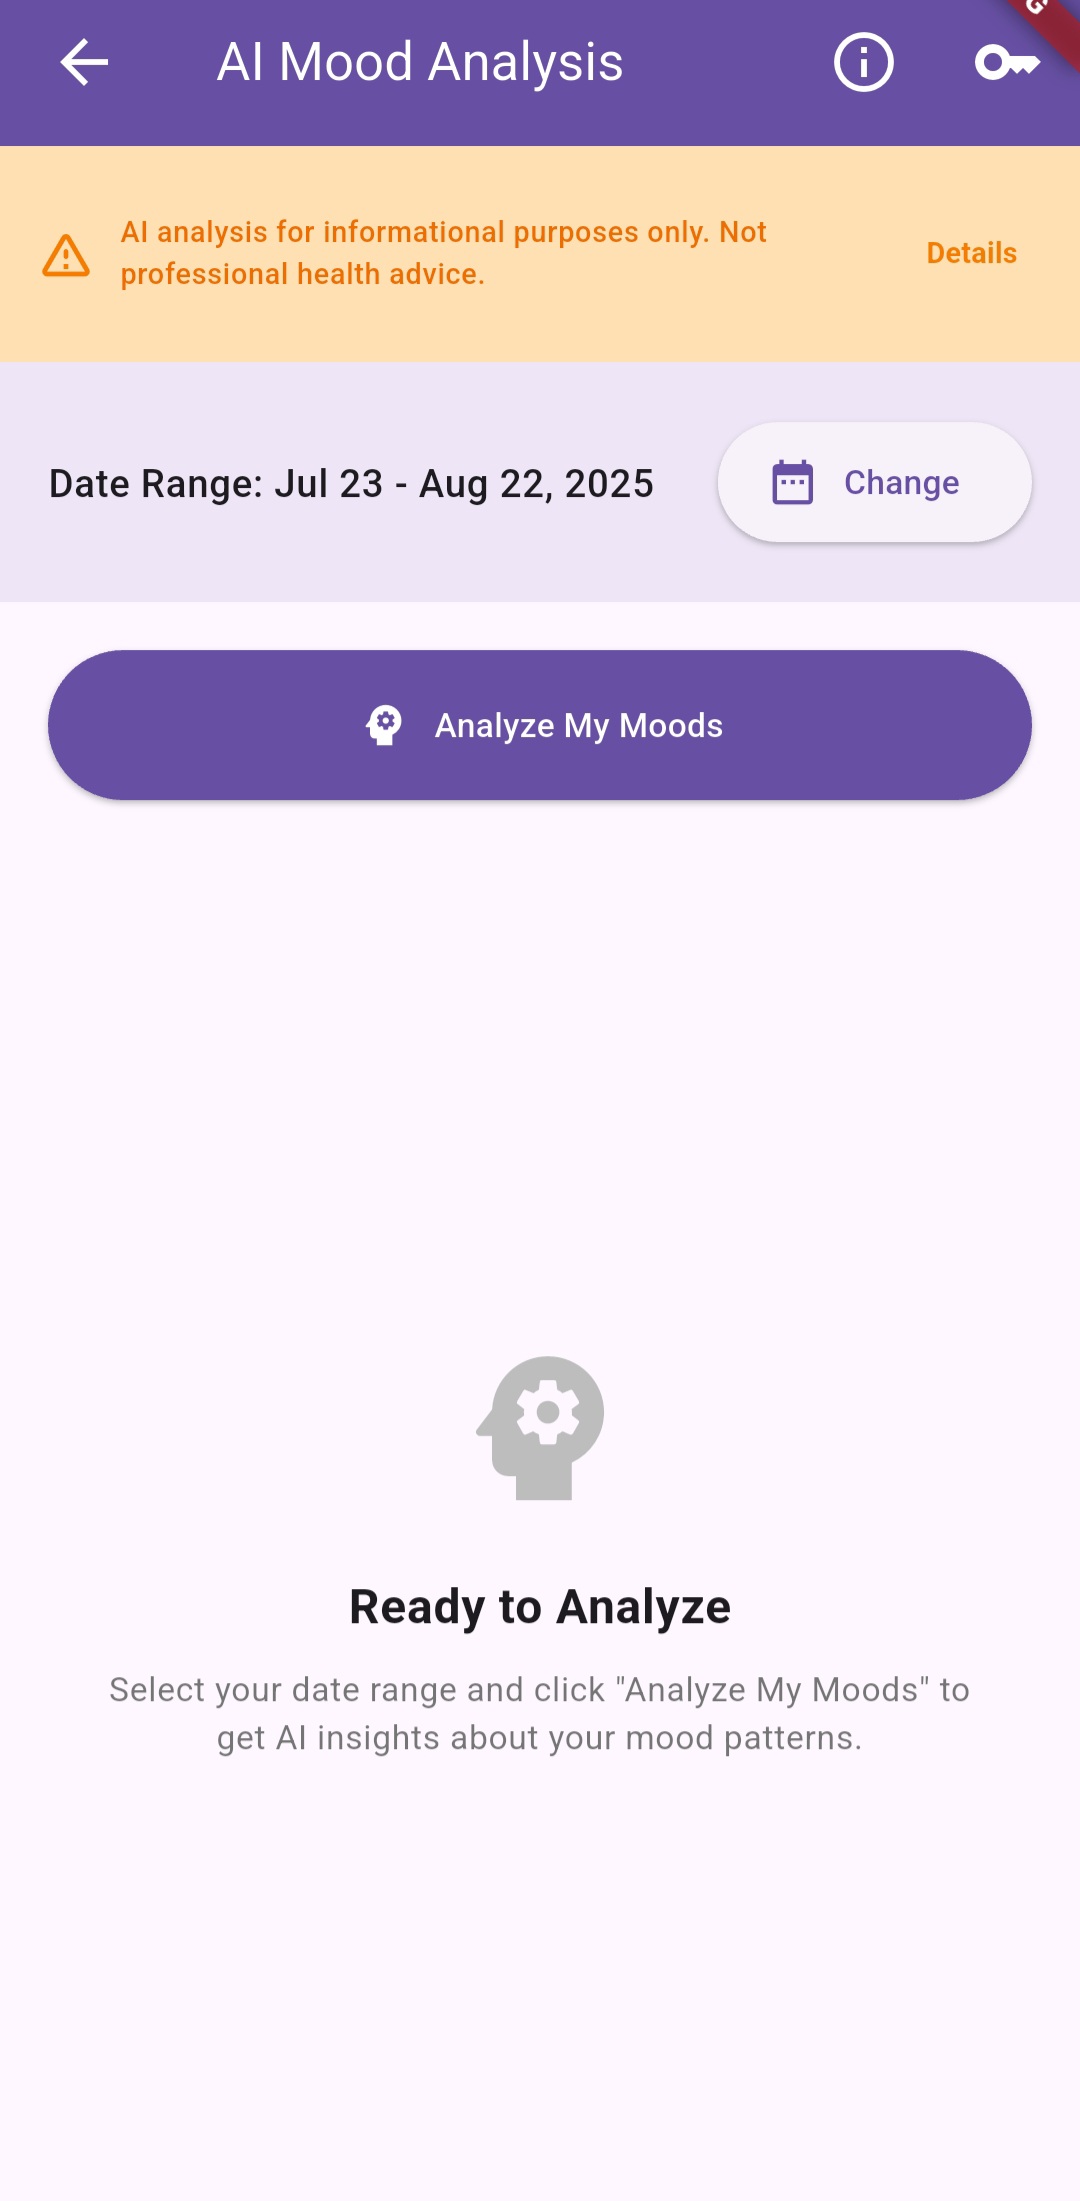 AI Mood Analysis
AI analysis for informational purposes only. Not
professional health advice.
Details
Date Range: Jul 23 - Aug 22, 2025
Change
Analyze My Moods
Ready to Analyze
Select your date range and click "Analyze My Moods" to
get AI insights about your mood patterns.